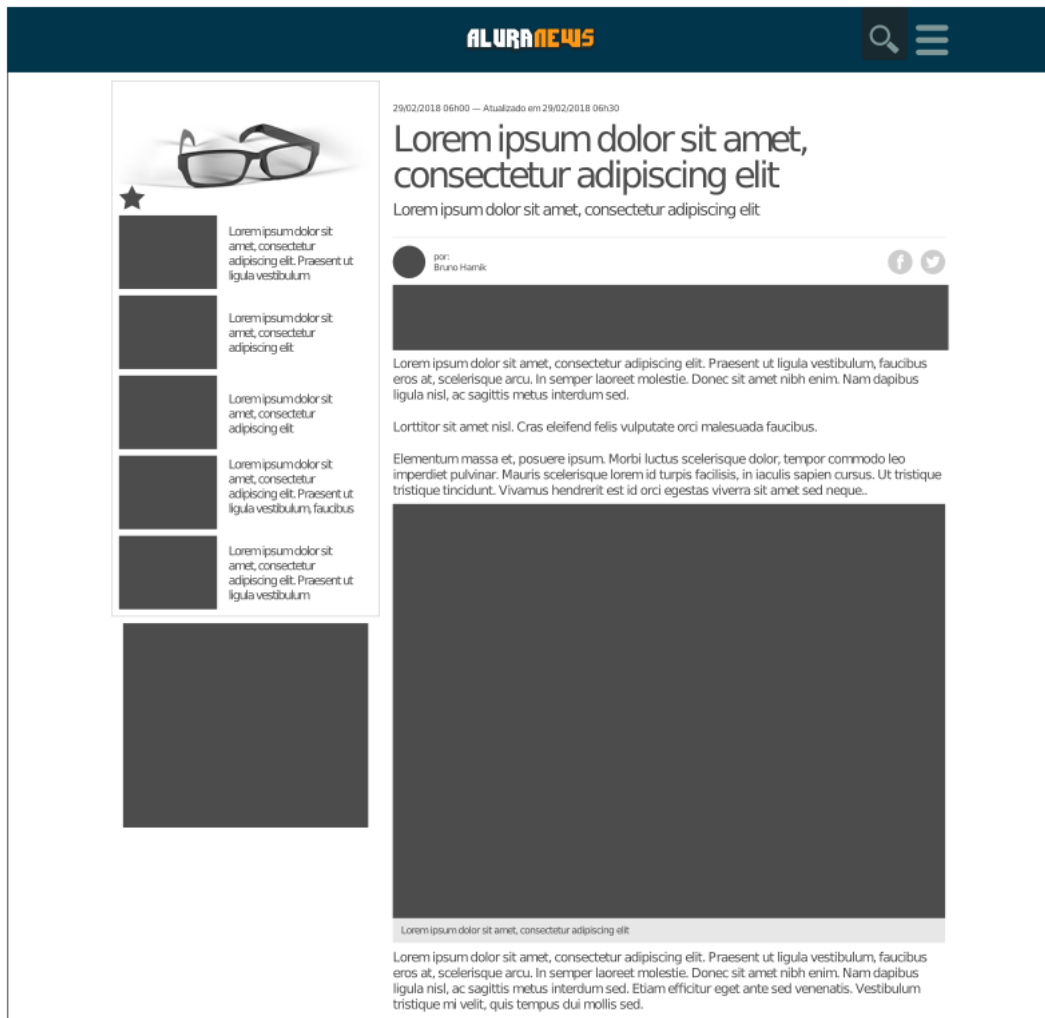 ALURANEWS
Lorem ipsum dolor sit
amet, consectetur
adipiscing elit. Praesent ut
ligula vestibulum
Lorem ipsum dolor sit
amet, consectetur
adipiscing elit
Lorem ipsum dolor sit
amet, consectetur
adipiscing elit
Lorem ipsum dolor sit
amet, consectetur
adipiscing elit. Praesent ut
ligula vestibulum, faucibus
Lorem ipsum dolor sit
amet, consectetur
adipiscing elit. Praesent ut
ligula vestibulum
29/02/2018 06h00 — Atualizado em 29/02/2018 06h30
Lorem ipsum dolor sit amet,
consectetur adipiscing elit
Lorem ipsum dolor sit amet, consectetur adipiscing elit
por:
Bruno Harnik
Lorem ipsum dolor sit amet, consectetur adipiscing elit. Praesent ut ligula vestibulum, faucibus
eros at, scelerisque arcu. In semper laoreet molestie. Donec sit amet nibh enim. Nam dapibus
ligula nisl, ac sagittis metus interdum sed.
Lorttitor sit amet nisl. Cras eleifend felis vulputate orci malesuada faucibus.
Elementum massa et, posuere ipsum. Morbi luctus scelerisque dolor, tempor commodo leo
imperdiet pulvinar. Mauris scelerisque lorem id turpis facilisis, in iaculis sapien cursus. Ut tristique
tristique tincidunt. Vivamus hendrerit est id orci egestas viverra sit amet sed neque..
Lorem ipsum dolor sit amet, consectetur adipiscing elit
Lorem ipsum dolor sit amet, consectetur adipiscing elit. Praesent ut ligula vestibulum, faucibus
eros at, scelerisque arcu. In semper laoreet molestie. Donec sit amet nibh enim. Nam dapibus
ligula nisl, ac sagittis metus interdum sed. Etiam efficitur eget ante sed venenatis. Vestibulum
tristique mi velit, quis tempus dui mollis sed.